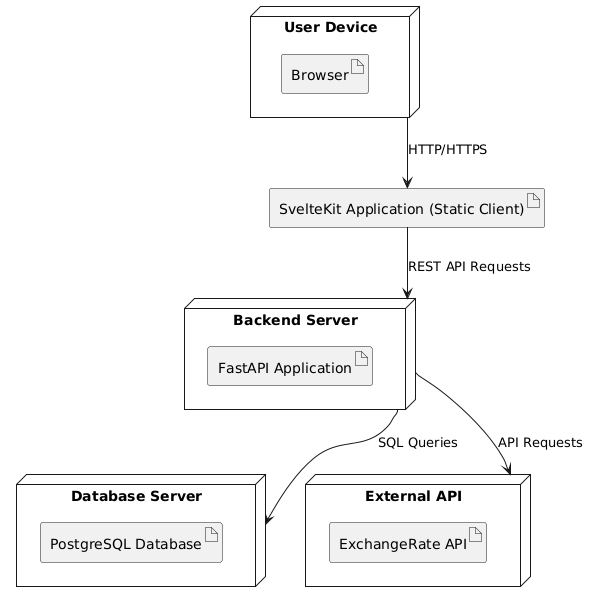 User Device
Browser
HTTP/HTTPS
SvelteKit Application (Static Client)
REST API Requests
Backend Server
FastAPI Application
SQL Queries
API Requests
Database Server
PostgreSQL Database
External API
ExchangeRate API